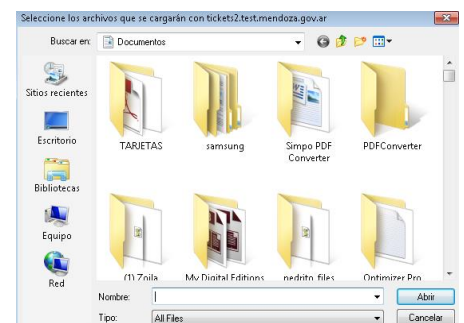 Seleccione los archivos que se cargarán con tickets2.test.mendoza.gov.ar
Buscar en:
Documentos
Sitios recientes
Escritorio
Bibliotecas
Equipo
Red
TARJETAS
samsung
Simpo PDF
Converter
PDFConverter
(1) Zoila
My Digital Editions
pedrito_files
Optimizer Pro
Nombre:
Abrir
Tipo:
All Files
Cancelar